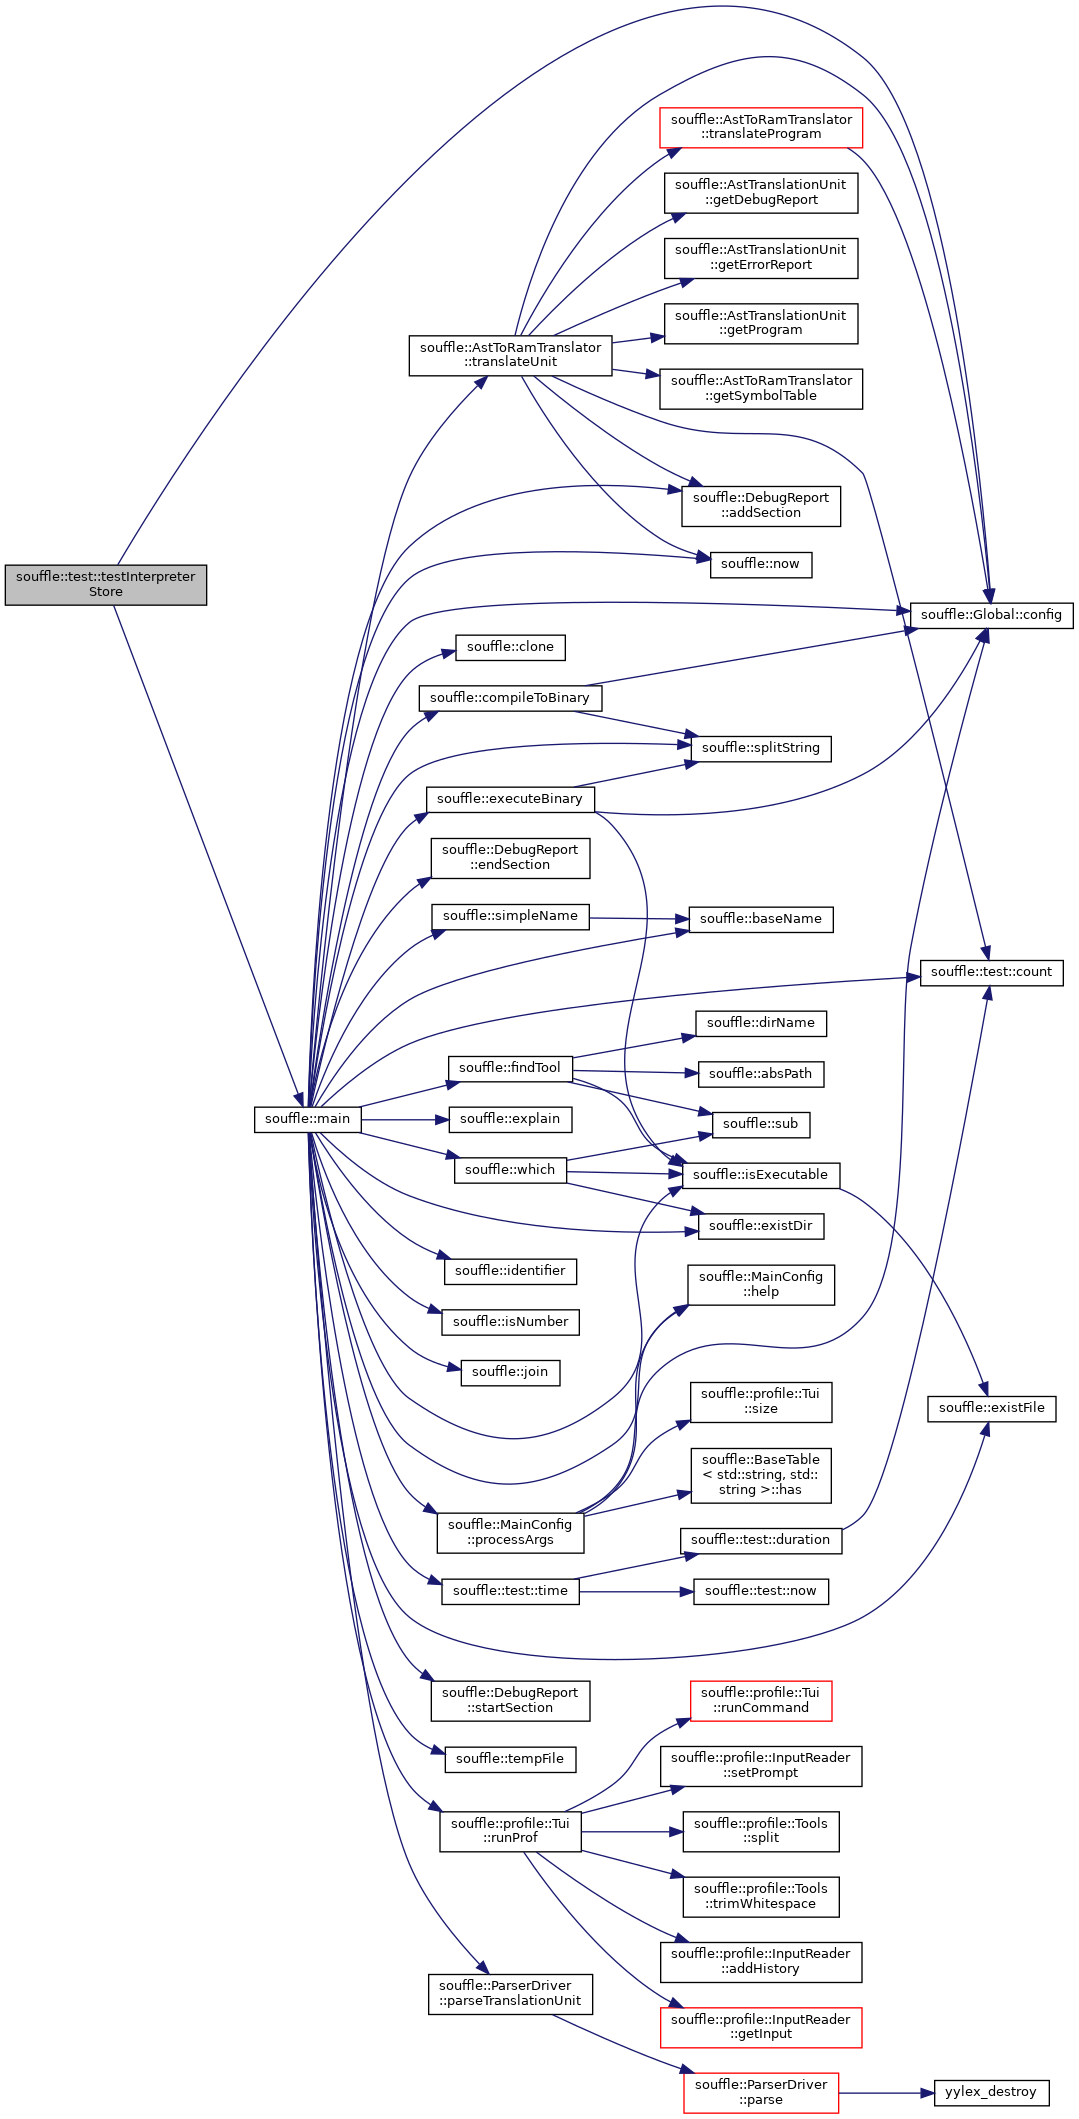 souffle::AstToRamTranslator
::translateProgram
souffle::AstTranslationUnit
::getDebugReport
souffle::AstTranslationUnit
::getErrorReport
souffle::AstTranslationUnit
::getProgram
souffle::AstToRamTranslator
::translateUnit
souffle::AstToRamTranslator
::getSymbolTable
souffle::DebugReport
::addSection
souffle::now
souffle::test::testInterpreter
Store
souffle::Global::config
souffle::clone
souffle::compileToBinary
souffle::splitString
souffle::executeBinary
souffle::DebugReport
::endSection
souffle::simpleName
souffle::baseName
souffle::test::count
souffle::dirName
souffle::findTool
souffle::absPath
souffle::main
souffle::explain
souffle::sub
souffle::which
souffle::isExecutable
souffle::existDir
souffle::identifier
souffle::MainConfig
::help
souffle::isNumber
souffle::join
souffle::profile::Tui
::size
souffle::existFile
souffle::BaseTable
< std::string, std::
string >::has
souffle::MainConfig
::processArgs
souffle::test::duration
souffle::test::time
souffle::test::now
souffle::DebugReport
::startSection
souffle::profile::Tui
::runCommand
souffle::tempFile
souffle::profile::InputReader
::setPrompt
souffle::profile::Tui
::runProf
souffle::profile::Tools
::split
souffle::profile::Tools
::trimWhitespace
souffle::profile::InputReader
::addHistory
souffle::ParserDriver
::parseTranslationUnit
souffle::profile::InputReader
::getInput
souffle::ParserDriver
::parse
yylex_destroy